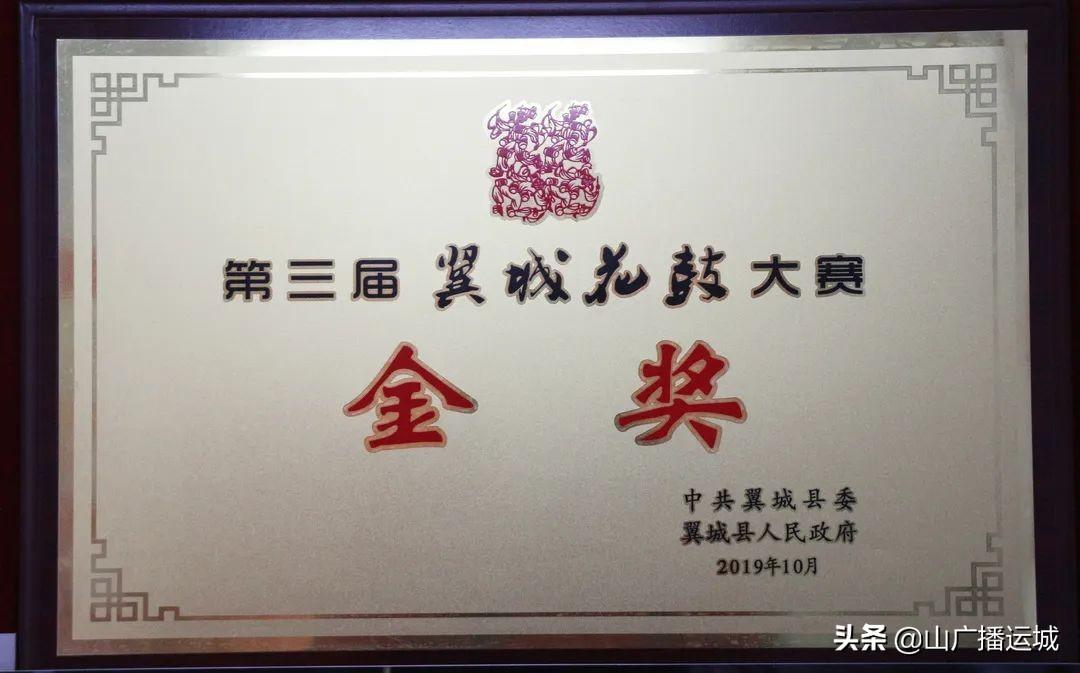 第三届翼城花鼓大赛
金奖
中共翼城县委
翼城县人民政府
2019年10月
头条 @山广播运城